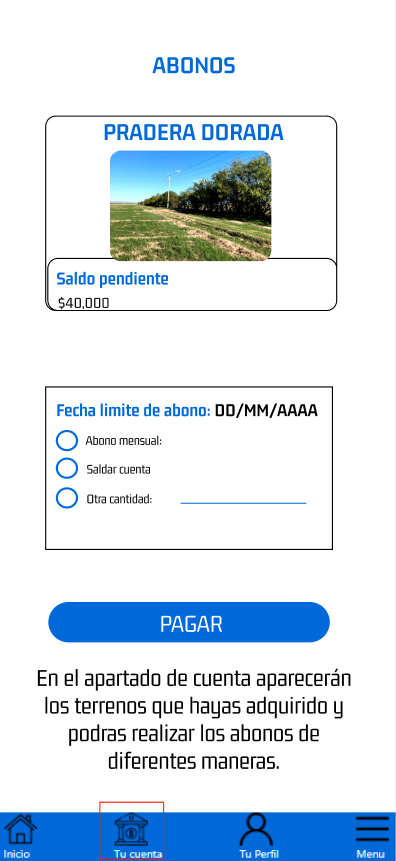 ABONOS
PRADERA DORADA
Saldo pendiente
$40,000
Fecha limite de abono: DD/MM/AAAA
Abono mensual:
Saldar cuenta
Otra cantidad:
PAGAR
En el apartado de cuenta aparecerán
los terrenos que hayas adquirido y
podras realizar los abonos de
diferentes maneras.
Inicio Tu cuenta Tu Perfil Menu